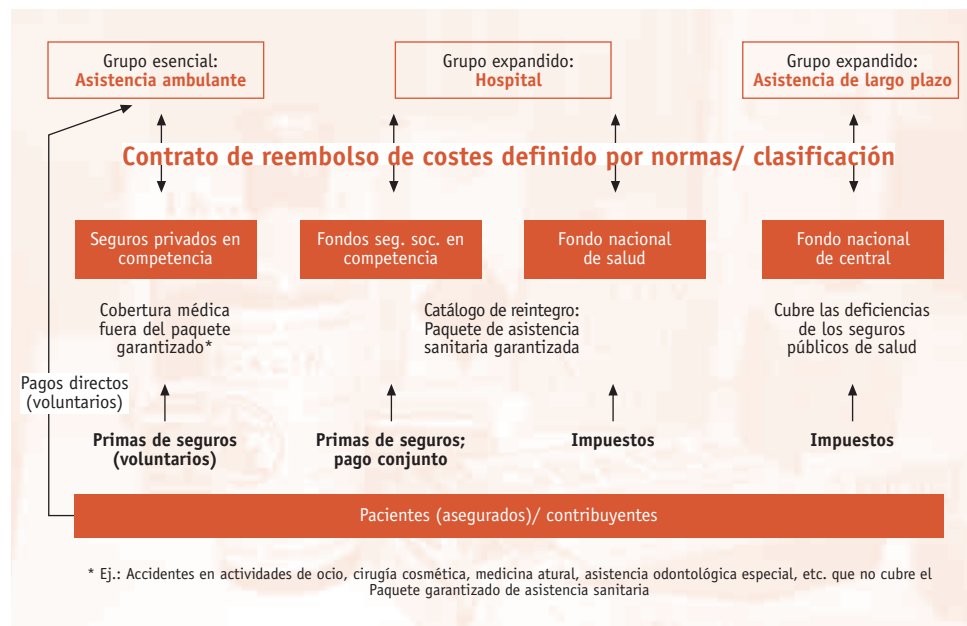 Grupo esencial:
Asistencia ambulante
Grupo expandido:
Hospital
Grupo expandido:
Asistencia de largo plazo
Contrato de reembolso de costes definido por normas/ clasificación
Seguros privados en
competencia
Fondos seg. soc. en
competencia
Fondo nacional
de salud
Fondo nacional
de central
Cobertura médica
fuera del paquete
garantizado*
Catálogo de reintegro:
Paquete de asistencia
sanitaria garantizada
Cubre las deficiencias
de los seguros
públicos de salud
Pagos directos
(voluntarios)
Primas de seguros
(voluntarios)
Primas de seguros;
pago conjunto
Impuestos
Impuestos
Pacientes (asegurados)/ contribuyentes
* Ej.: Accidentes en actividades de ocio, cirugía cosmética, medicina atural, asistencia odontológica especial, etc. que no cubre el
Paquete garantizado de asistencia sanitaria